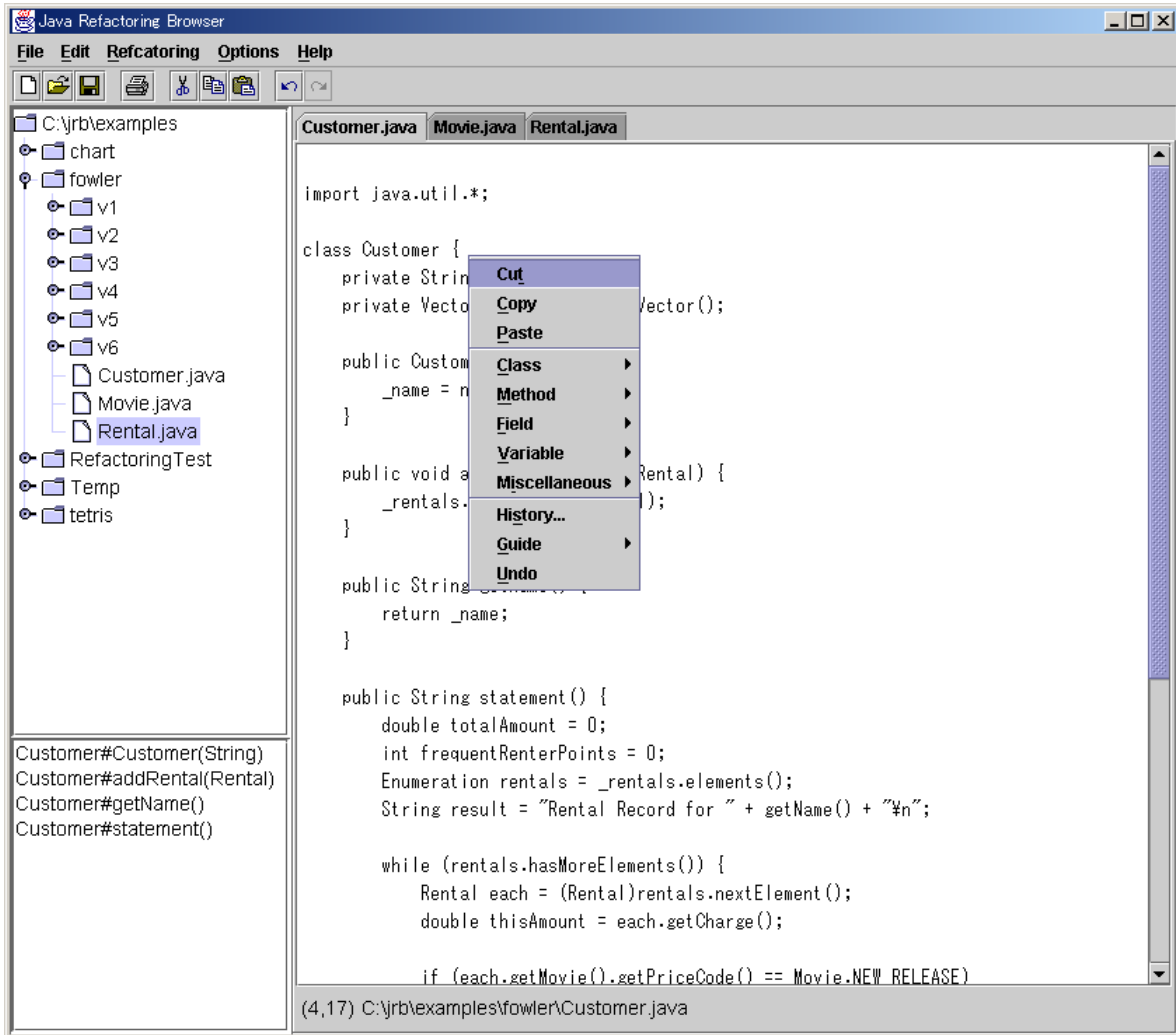 Java Refactoring Browser
File Edit Refcatoring Options Help
C:\jrb\examples
chart
fowler
v1
v2
v3
v4
v5
v6
Customer.java
Movie.java
Rental.java
RefactoringTest
Temp
tetris
Customer#Customer(String)
Customer#addRental(Rental)
Customer#getName()
Customer#statement()
Customer.java Movie.java Rental.java
import java.util.*;
class Customer {
private Strin
private Vecto Vector();
public Custom
_name = n
}
public void a Rental) {
_rentals. );
}
public String {
return _name;
}
public String statement() {
double totalAmount = 0;
int frequentRenterPoints = 0;
Enumeration rentals = _rentals.elements();
String result = "Rental Record for " + getName() + "¥n";
while (rentals.hasMoreElements()) {
Rental each = (Rental)rentals.nextElement();
double thisAmount = each.getCharge();
if (each.getMovie().getPriceCode() == Movie.NEW_RELEASE)
Cut
Copy
Paste
Class
Method
Field
Variable
Miscellaneous
History...
Guide
Undo
(4,17) C:\jrb\examples\fowler\Customer.java